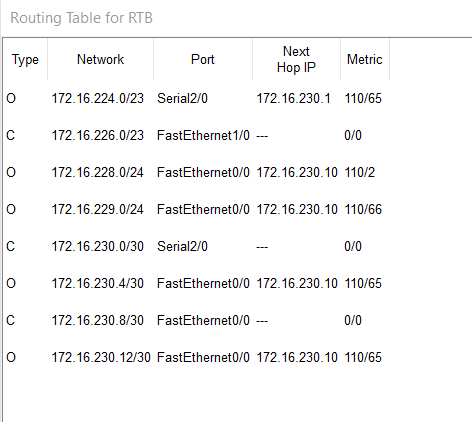 Routing Table for RTB
Type Network Port Next Hop IP Metric
O 172.16.224.0/23 Serial2/0 172.16.230.1 110/65
C 172.16.226.0/23 FastEthernet1/0 --- 0/0
O 172.16.228.0/24 FastEthernet0/0 172.16.230.10 110/2
O 172.16.229.0/24 FastEthernet0/0 172.16.230.10 110/66
C 172.16.230.0/30 Serial2/0 --- 0/0
O 172.16.230.4/30 FastEthernet0/0 172.16.230.10 110/65
C 172.16.230.8/30 FastEthernet0/0 --- 0/0
O 172.16.230.12/30 FastEthernet0/0 172.16.230.10 110/65